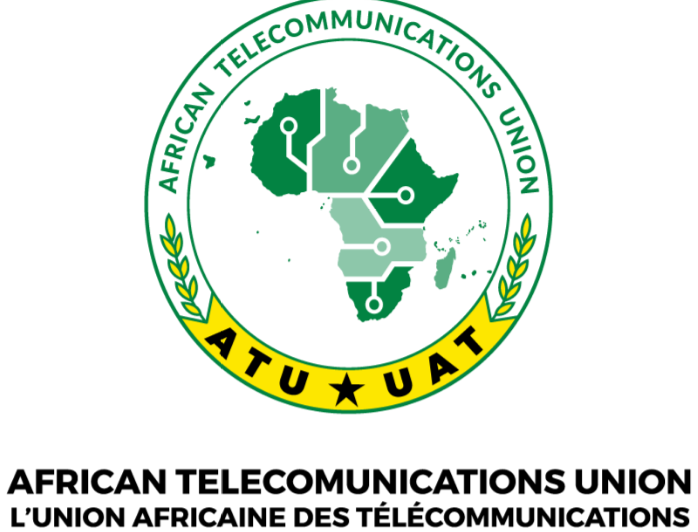 AFRICAN TELECOMMUNICATIONS UNION
ATU ★ UAT
AFRICAN TELECOMUNICATIONS UNION
L’UNION AFRICAINE DES TÉLÉCOMMUNICATIONS